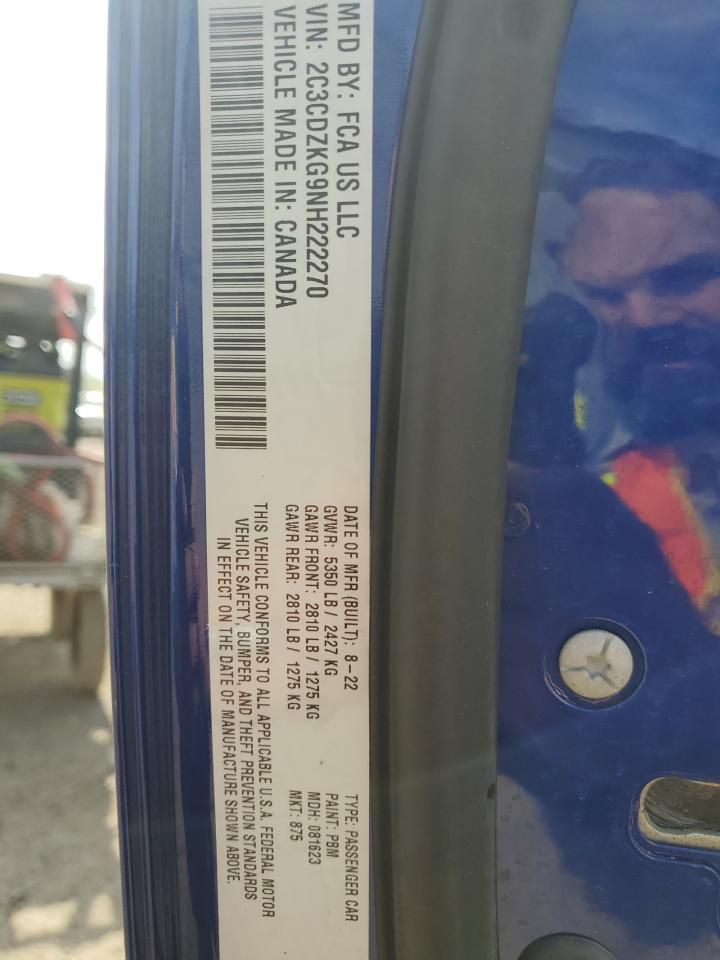 MFD BY: FCA US LLC
VIN: 2C3CDZKG9NH222270
VEHICLE MADE IN: CANADA
DATE OF MFR (BUILT): 8-22
GVWR: 5350 LB / 2427 KG
GAWR FRONT: 2810 LB / 1275 KG
GAWR REAR: 2810 LB / 1275 KG
TYPE: PASSENGER CAR
PAINT: PBM
MDH: 081623
MKT: 875
THIS VEHICLE CONFORMS TO ALL APPLICABLE U.S.A. FEDERAL MOTOR
VEHICLE SAFETY, BUMPER, AND THEFT PREVENTION STANDARDS
IN EFFECT ON THE DATE OF MANUFACTURE SHOWN ABOVE.